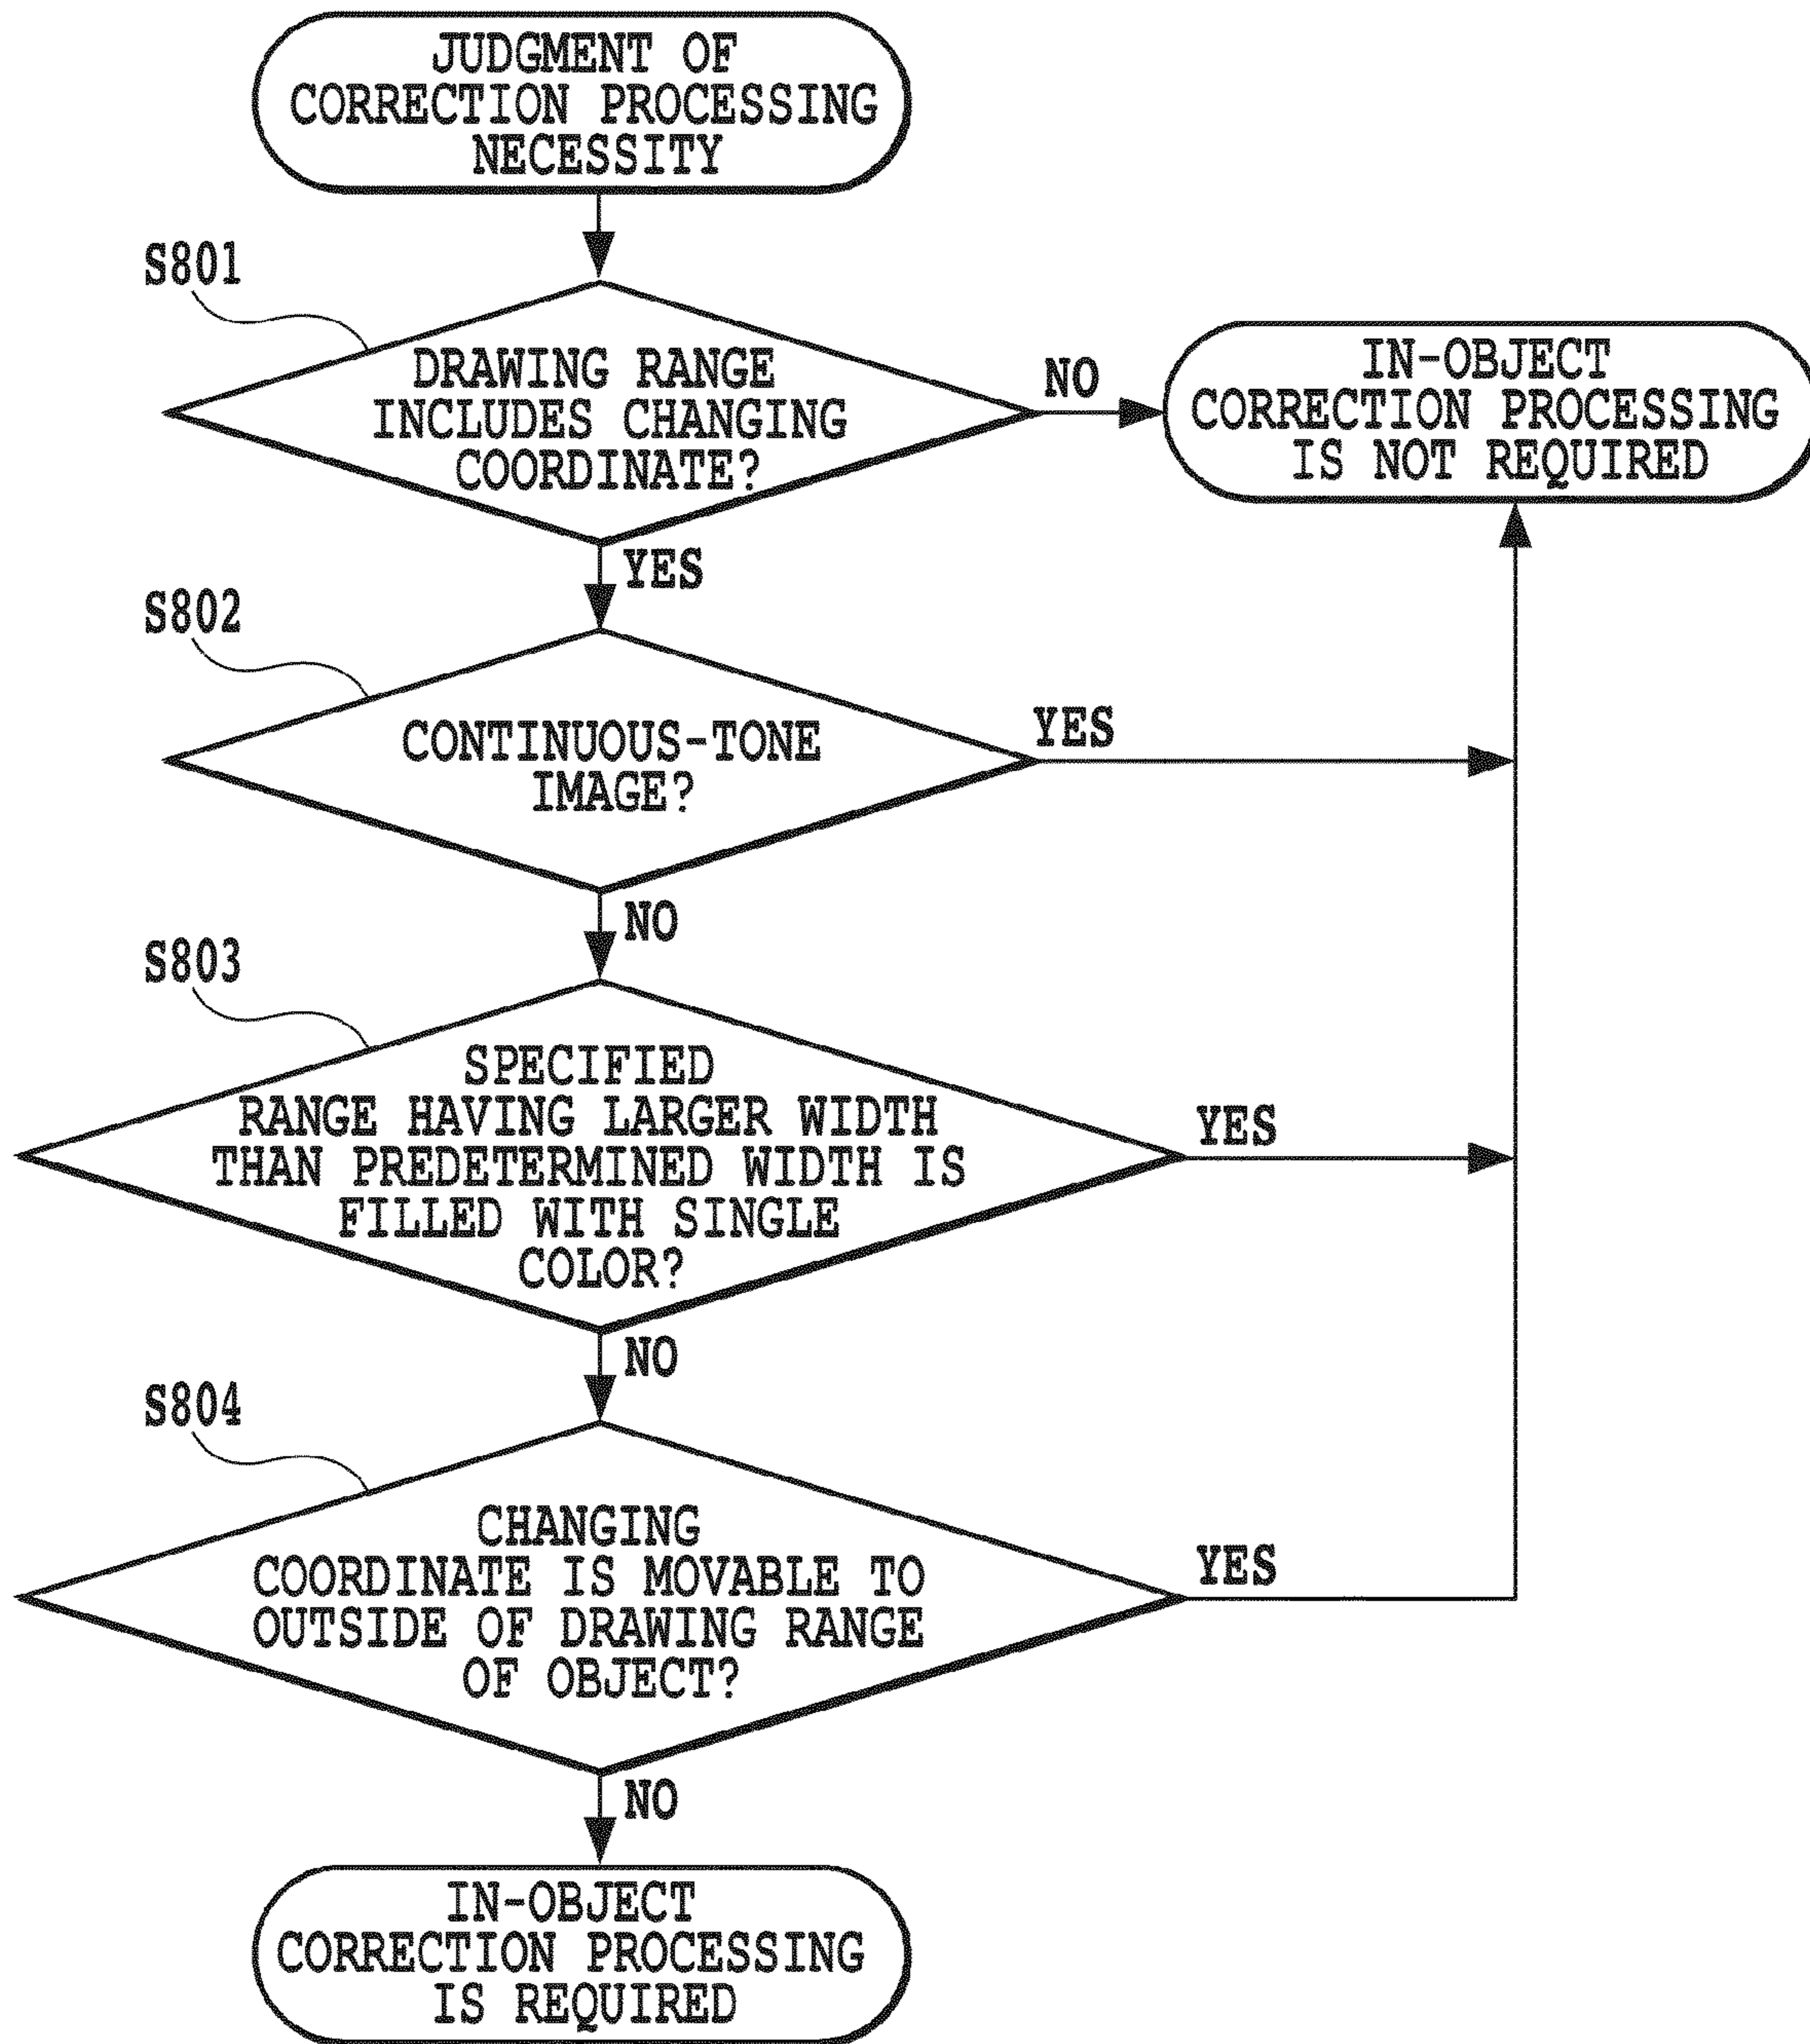 JUDGMENT OF
CORRECTION PROCESSING
NECESSITY
S801
DRAWING RANGE
INCLUDES CHANGING
COORDINATE?
NO
IN-OBJECT
CORRECTION PROCESSING
IS NOT REQUIRED
YES
S802
CONTINUOUS-TONE
IMAGE?
YES
NO
S803
SPECIFIED
RANGE HAVING LARGER WIDTH
THAN PREDETERMINED WIDTH IS
FILLED WITH SINGLE
COLOR?
YES
NO
S804
CHANGING
COORDINATE IS MOVABLE TO
OUTSIDE OF DRAWING RANGE
OF OBJECT?
YES
NO
IN-OBJECT
CORRECTION PROCESSING
IS REQUIRED